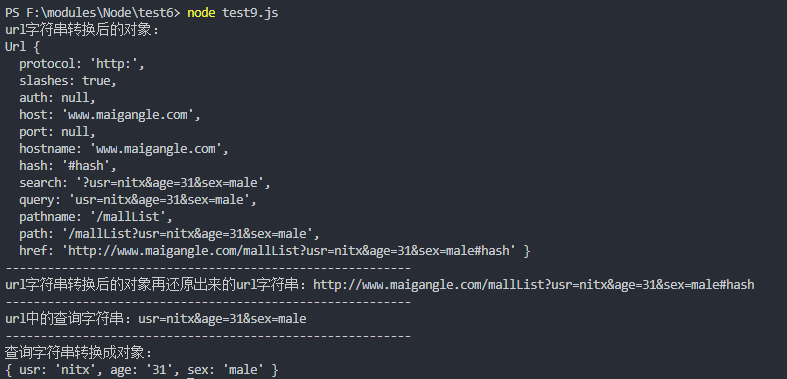 PS F:\modules\Node\test6> node test9.js
url字符串转换后的对象:
Url {
  protocol: 'http:',
  slashes: true,
  auth: null,
  host: 'www.maigangle.com',
  port: null,
  hostname: 'www.maigangle.com',
  hash: '#hash',
  search: '?usr=nitx&age=31&sex=male',
  query: 'usr=nitx&age=31&sex=male',
  pathname: '/mallList',
  path: '/mallList?usr=nitx&age=31&sex=male',
  href: 'http://www.maigangle.com/mallList?usr=nitx&age=31&sex=male#hash' }
----------------------------------------------------------
url字符串转换后的对象再还原出来的url字符串：http://www.maigangle.com/mallList?usr=nitx&age=31&sex=male#hash
----------------------------------------------------------
url中的查询字符串：usr=nitx&age=31&sex=male
----------------------------------------------------------
查询字符串转换成对象：
{ usr: 'nitx', age: '31', sex: 'male' }